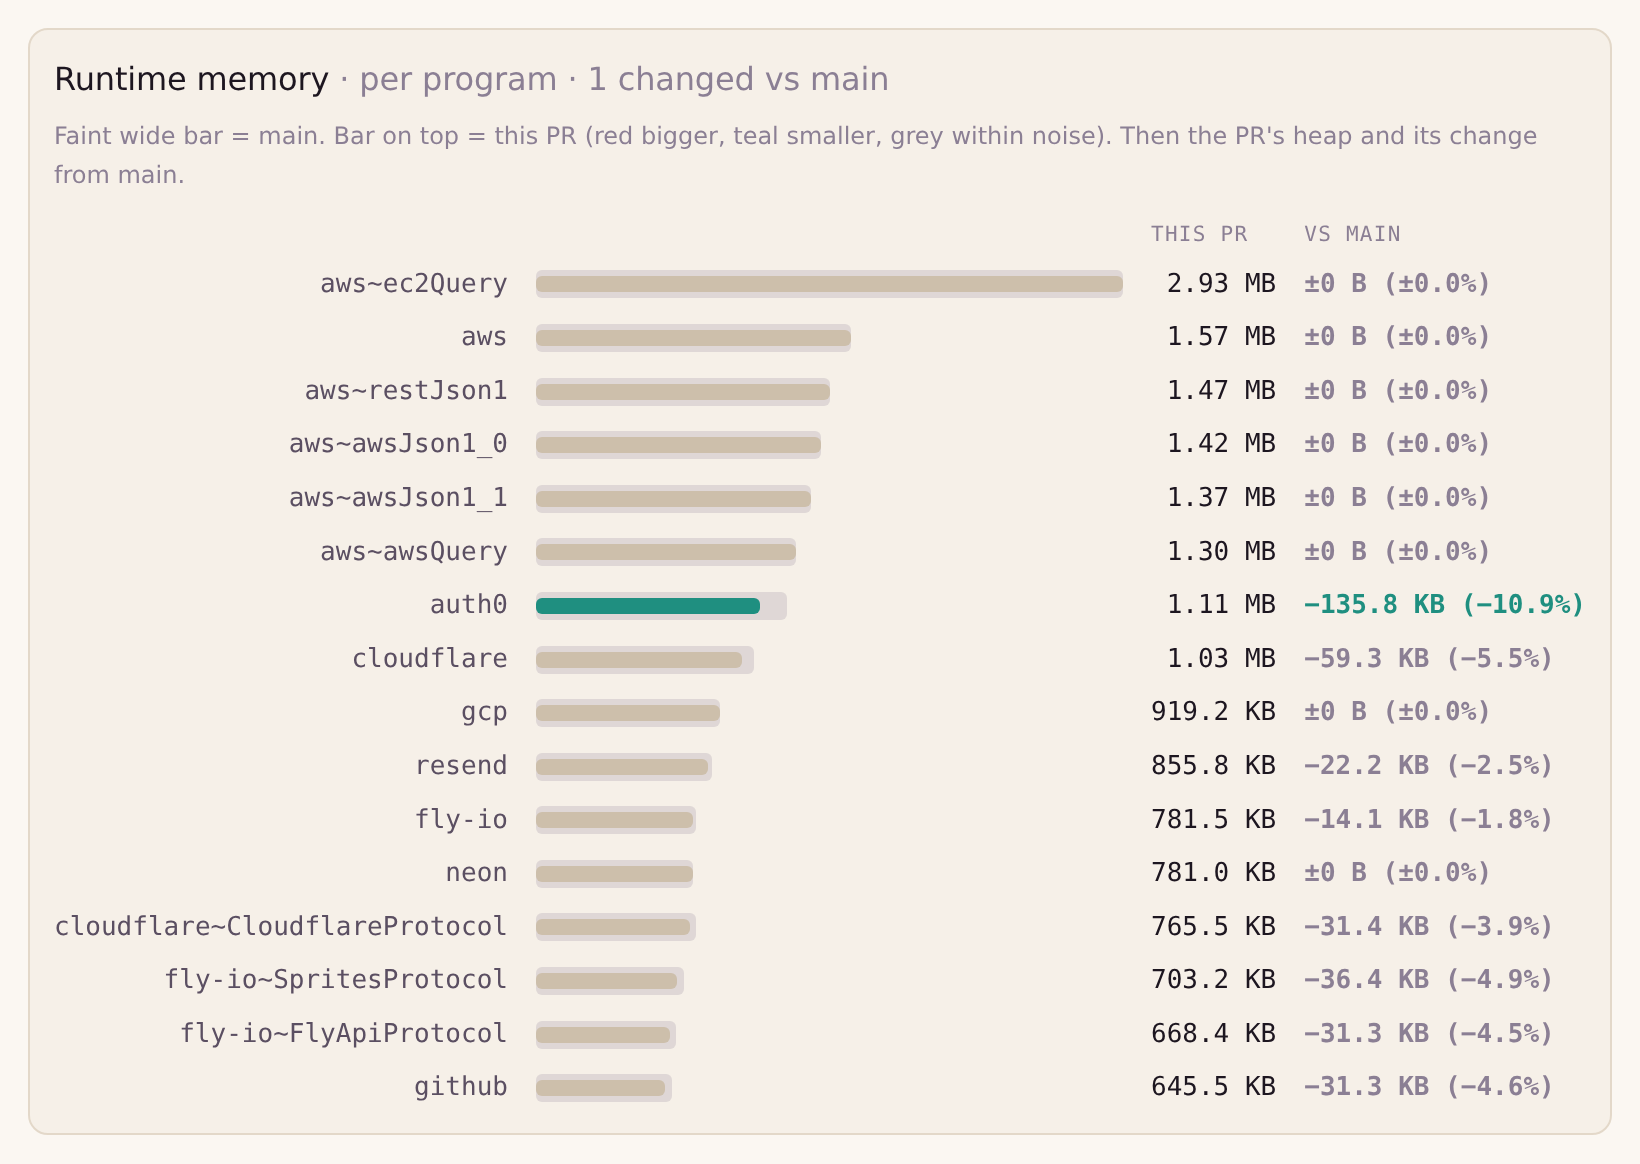 Runtime memory · per program · 1 changed vs main
Faint wide bar = main. Bar on top = this PR (red bigger, teal smaller, grey within noise). Then the PR's heap and its change
from main.
THIS PR VS MAIN
aws~ec2Query 2.93 MB ±0 B (±0.0%)
aws 1.57 MB ±0 B (±0.0%)
aws~restJson1 1.47 MB ±0 B (±0.0%)
aws~awsJson1_0 1.42 MB ±0 B (±0.0%)
aws~awsJson1_1 1.37 MB ±0 B (±0.0%)
aws~awsQuery 1.30 MB ±0 B (±0.0%)
auth0 1.11 MB −135.8 KB (−10.9%)
cloudflare 1.03 MB −59.3 KB (−5.5%)
gcp 919.2 KB ±0 B (±0.0%)
resend 855.8 KB −22.2 KB (−2.5%)
fly-io 781.5 KB −14.1 KB (−1.8%)
neon 781.0 KB ±0 B (±0.0%)
cloudflare~CloudflareProtocol 765.5 KB −31.4 KB (−3.9%)
fly-io~SpritesProtocol 703.2 KB −36.4 KB (−4.9%)
fly-io~FlyApiProtocol 668.4 KB −31.3 KB (−4.5%)
github 645.5 KB −31.3 KB (−4.6%)